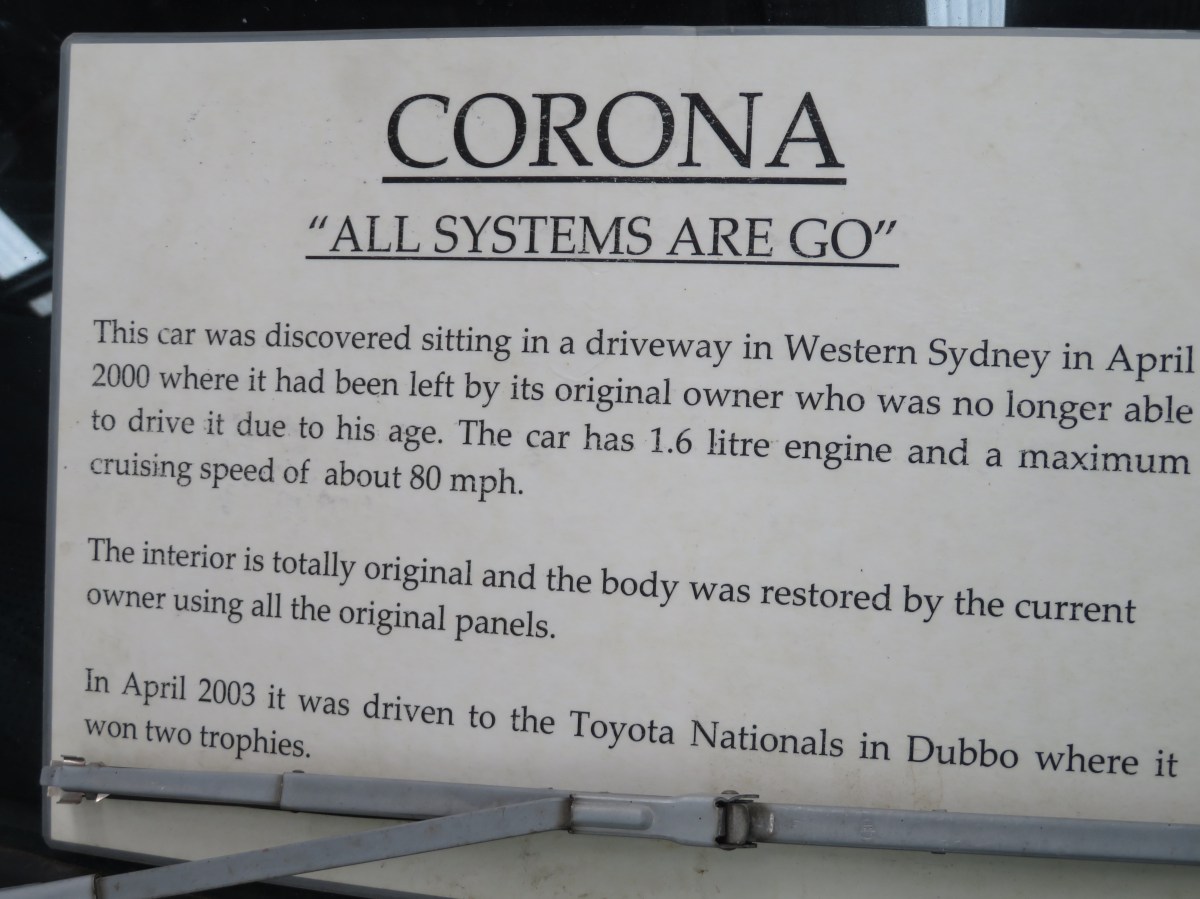 CORONA
“ALL SYSTEMS ARE GO”
This car was discovered sitting in a driveway in Western Sydney in April
2000 where it had been left by its original owner who was no longer able
to drive it due to his age. The car has 1.6 litre engine and a maximum
cruising speed of about 80 mph.
The interior is totally original and the body was restored by the current
owner using all the original panels.
In April 2003 it was driven to the Toyota Nationals in Dubbo where it
won two trophies.